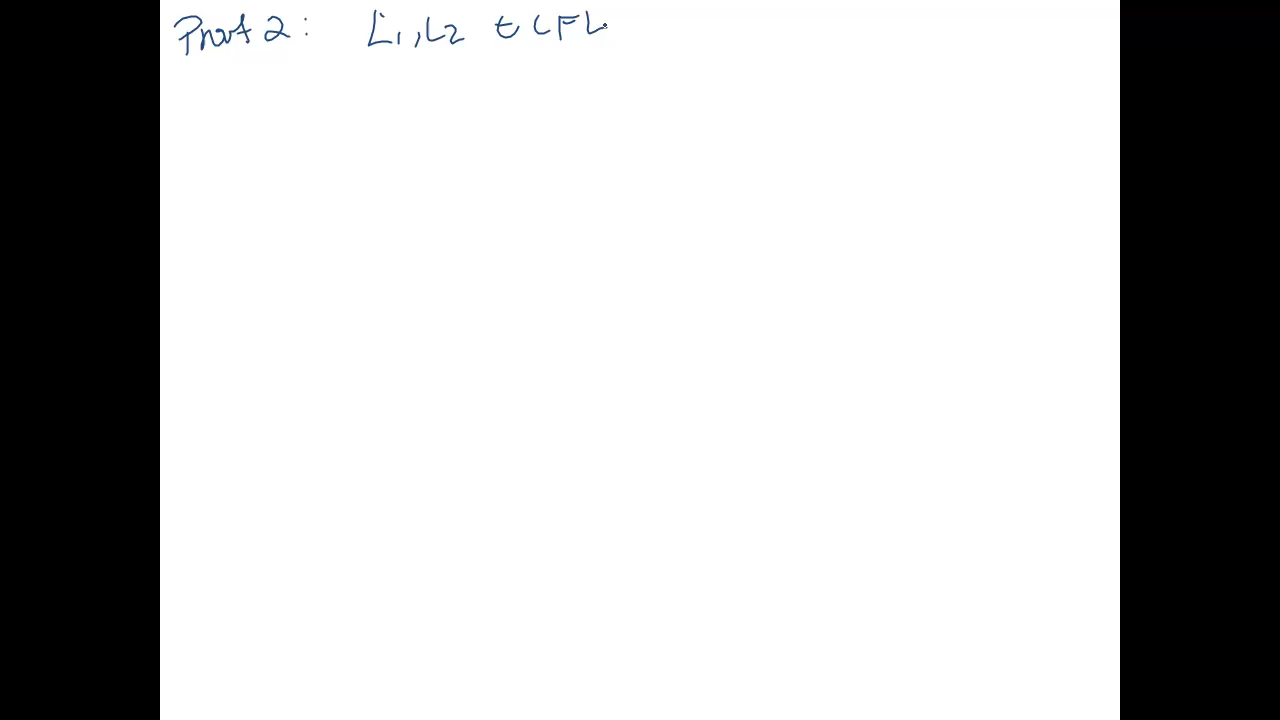 Proof 2: L1, L2 ∈ CFL